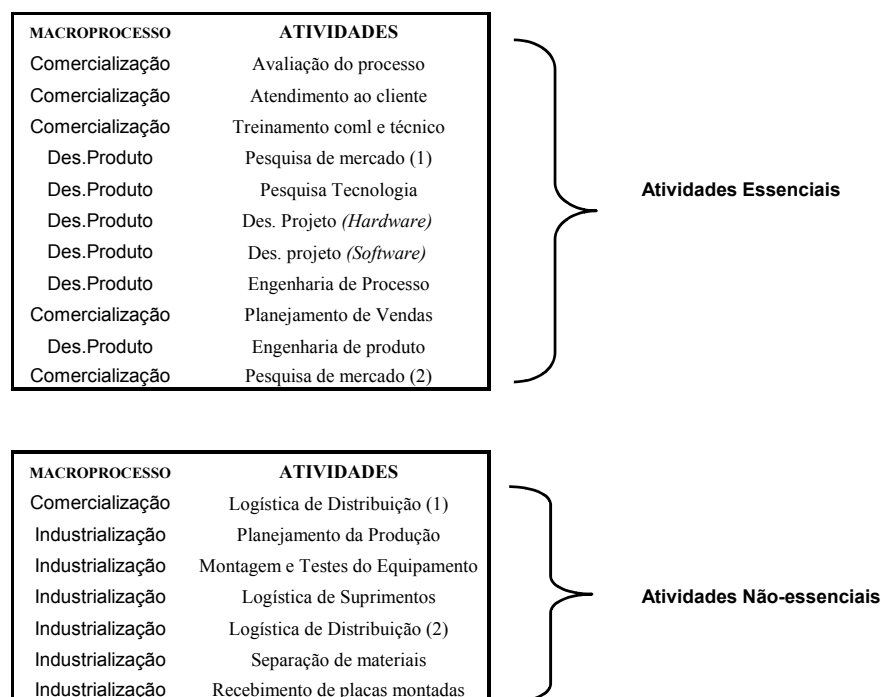 MACROPROCESSO ATIVIDADES
Comercialização Avaliação do processo
Comercialização Atendimento ao cliente
Comercialização Treinamento coml e técnico
Des.Produto Pesquisa de mercado (1)
Des.Produto Pesquisa Tecnologia
Des.Produto Des. Projeto (Hardware)
Des.Produto Des. projeto (Software)
Des.Produto Engenharia de Processo
Comercialização Planejamento de Vendas
Des.Produto Engenharia de produto
Comercialização Pesquisa de mercado (2)
Atividades Essenciais
MACROPROCESSO ATIVIDADES
Comercialização Logística de Distribuição (1)
Industrialização Planejamento da Produção
Industrialização Montagem e Testes do Equipamento
Industrialização Logística de Suprimentos
Industrialização Logística de Distribuição (2)
Industrialização Separação de materiais
Industrialização Recebimento de placas montadas
Atividades Não-essenciais